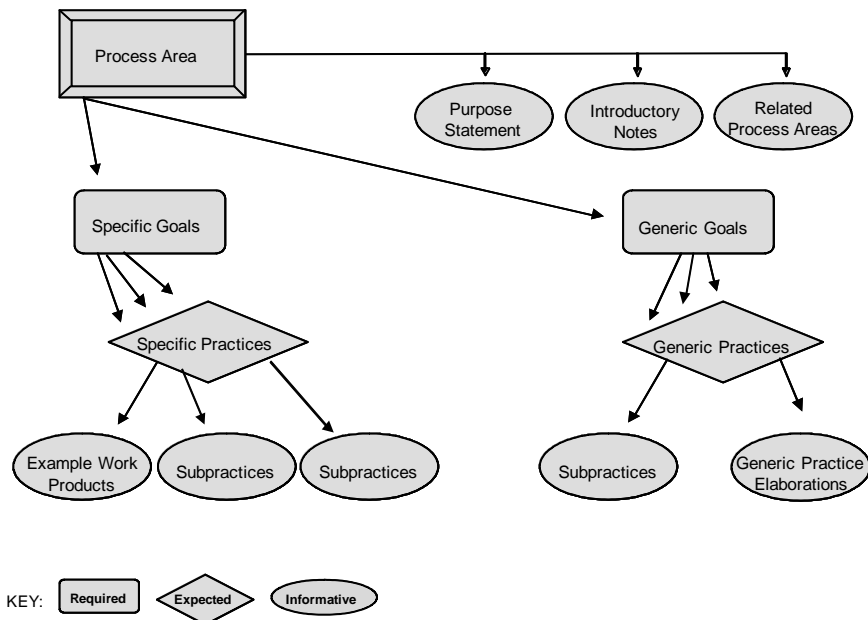 Process Area
Purpose
Statement
Introductory
Notes
Related
Process Areas
Specific Goals
Generic Goals
Specific Practices
Generic Practices
Example Work
Products
Subpractices
Subpractices
Subpractices
Generic Practice
Elaborations
KEY:
Required
Expected
Informative